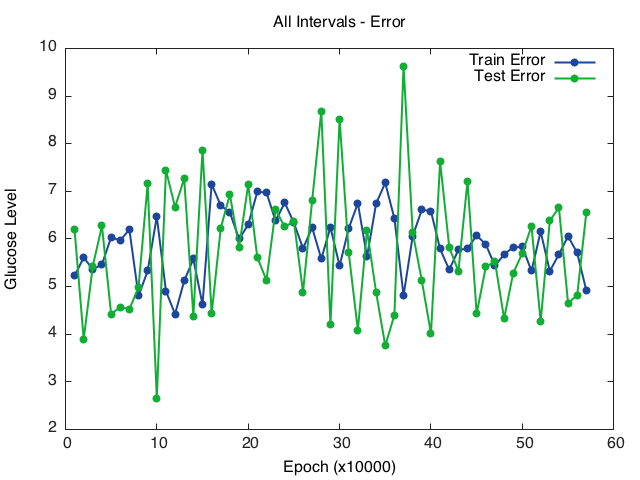 All Intervals - Error
Train Error
Test Error
Glucose Level
10
9
8
7
6
5
4
3
2
0 10 20 30 40 50 60
Epoch (x10000)